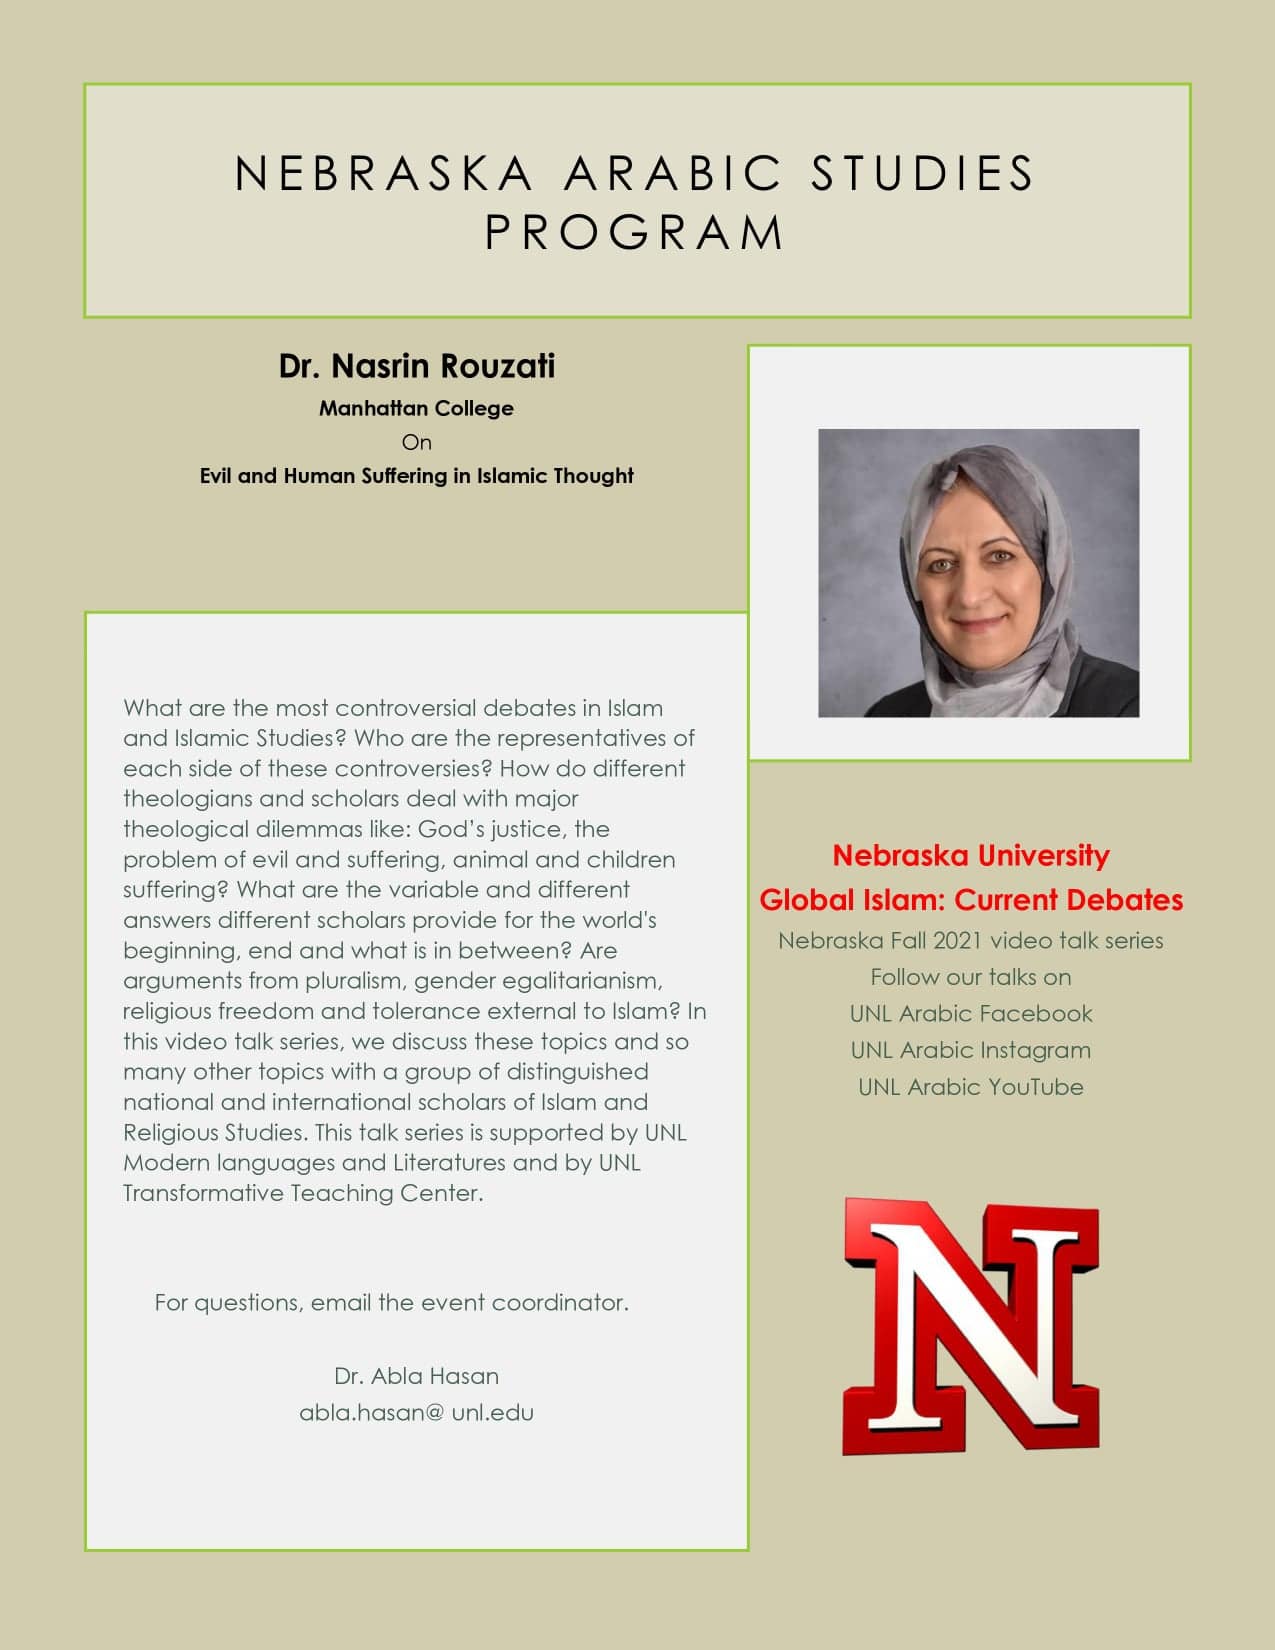 NEBRASKA ARABIC STUDIES
PROGRAM
Dr. Nasrin Rouzati
Manhattan College
On
Evil and Human Suffering in Islamic Thought
What are the most controversial debates in Islam
and Islamic Studies? Who are the representatives of
each side of these controversies? How do different
theologians and scholars deal with major
theological dilemmas like: God’s justice, the
problem of evil and suffering, animal and children
suffering? What are the variable and different
answers different scholars provide for the world's
beginning, end and what is in between? Are
arguments from pluralism, gender egalitarianism,
religious freedom and tolerance external to Islam? In
this video talk series, we discuss these topics and so
many other topics with a group of distinguished
national and international scholars of Islam and
Religious Studies. This talk series is supported by UNL
Modern languages and Literatures and by UNL
Transformative Teaching Center.
For questions, email the event coordinator.
Dr. Abla Hasan
abla.hasan@ unl.edu
Nebraska University
Global Islam: Current Debates
Nebraska Fall 2021 video talk series
Follow our talks on
UNL Arabic Facebook
UNL Arabic Instagram
UNL Arabic YouTube
N